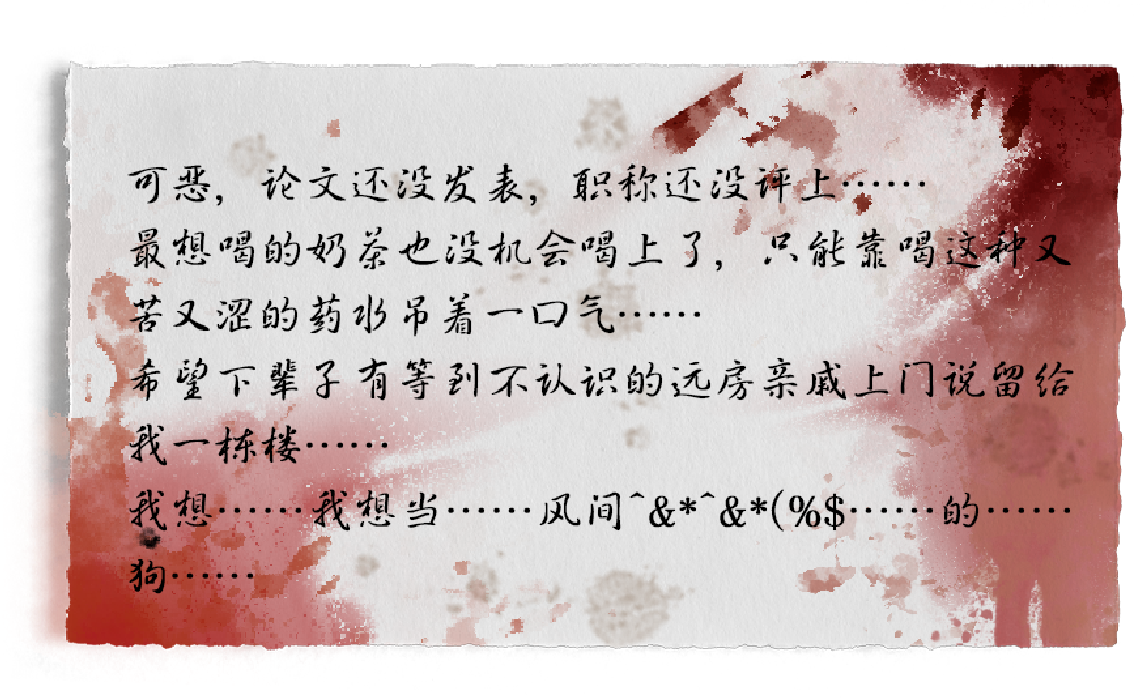 可恶，论文还没发表，职称还没评上……
最想喝的奶茶也没机会喝上了，只能靠喝这种又
苦又涩的药水吊着一口气……
希望下辈子有等到不认识的远房亲戚上门说留给
我一栋楼……
我想……我想当……风间^&*^&*(%$……的……
狗……